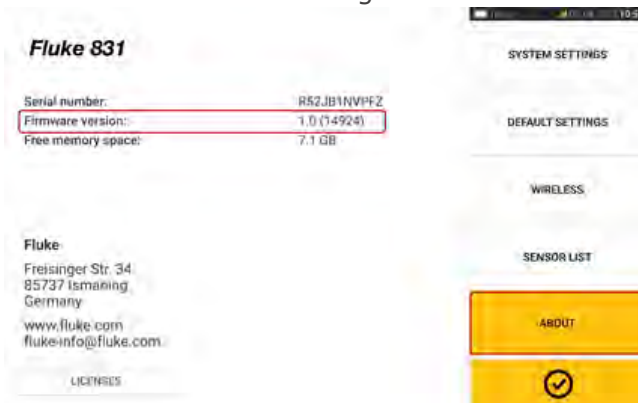 Fluke 831
Serial number: R52JB1NVPFZ
Firmware version: 1.0 (14924)
Free memory space: 7.1 GB
Fluke
Freisinger Str. 34
85737 Ismaning
Germany
www.fluke.com
fluke-info@fluke.com
LICENSES
SYSTEM SETTINGS
DEFAULT SETTINGS
WIRELESS
SENSOR LIST
ABOUT